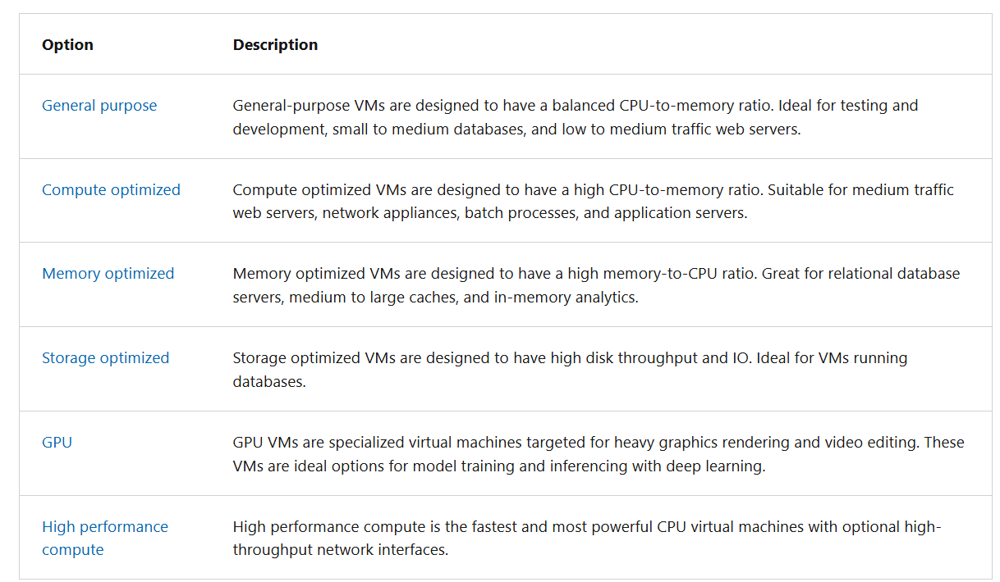 Option
Description
General purpose
General-purpose VMs are designed to have a balanced CPU-to-memory ratio. Ideal for testing and
development, small to medium databases, and low to medium traffic web servers.
Compute optimized
Compute optimized VMs are designed to have a high CPU-to-memory ratio. Suitable for medium traffic
web servers, network appliances, batch processes, and application servers.
Memory optimized
Memory optimized VMs are designed to have a high memory-to-CPU ratio. Great for relational database
servers, medium to large caches, and in-memory analytics.
Storage optimized
Storage optimized VMs are designed to have high disk throughput and IO. Ideal for VMs running
databases.
GPU
GPU VMs are specialized virtual machines targeted for heavy graphics rendering and video editing. These
VMs are ideal options for model training and inferencing with deep learning.
High performance
compute
High performance compute is the fastest and most powerful CPU virtual machines with optional high-
throughput network interfaces.